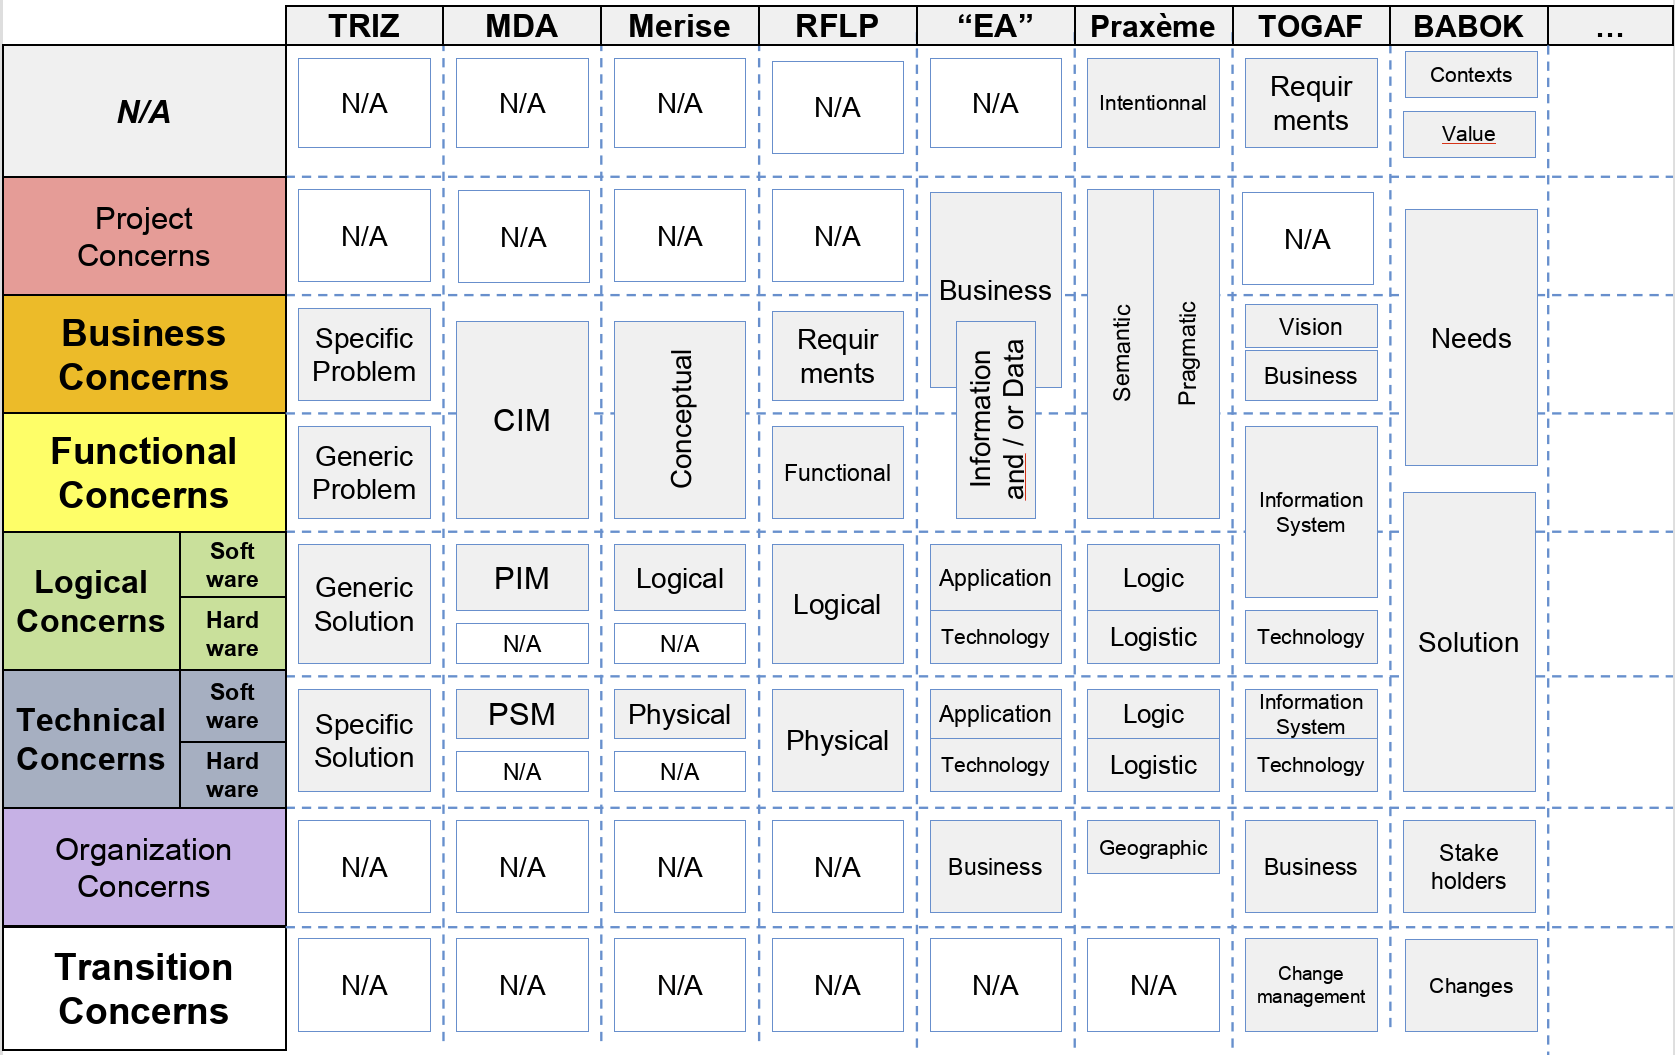 TRIZ
MDA
Merise
RFLP
“EA”
Praxème
TOGAF
BABOK
...
N/A
N/A
N/A
N/A
N/A
N/A
Intentionnal
Requir
ments
Contexts
Value
Project
Concerns
N/A
N/A
N/A
N/A
Business
Semantic
Pragmatic
N/A
Needs
Business
Concerns
Specific
Problem
CIM
Conceptual
Requir
ments
Information
and / or Data
Vision
Business
Functional
Concerns
Generic
Problem
Functional
Information
System
Logical
Concerns
Soft
ware
Hard
ware
Generic
Solution
PIM
N/A
Logical
N/A
Logical
Application
Technology
Logic
Logistic
Technology
Solution
Technical
Concerns
Soft
ware
Hard
ware
Specific
Solution
PSM
N/A
Physical
N/A
Physical
Application
Technology
Logic
Logistic
Information
System
Technology
Organization
Concerns
N/A
N/A
N/A
N/A
Business
Geographic
Business
Stake
holders
Transition
Concerns
N/A
N/A
N/A
N/A
N/A
N/A
Change
management
Changes